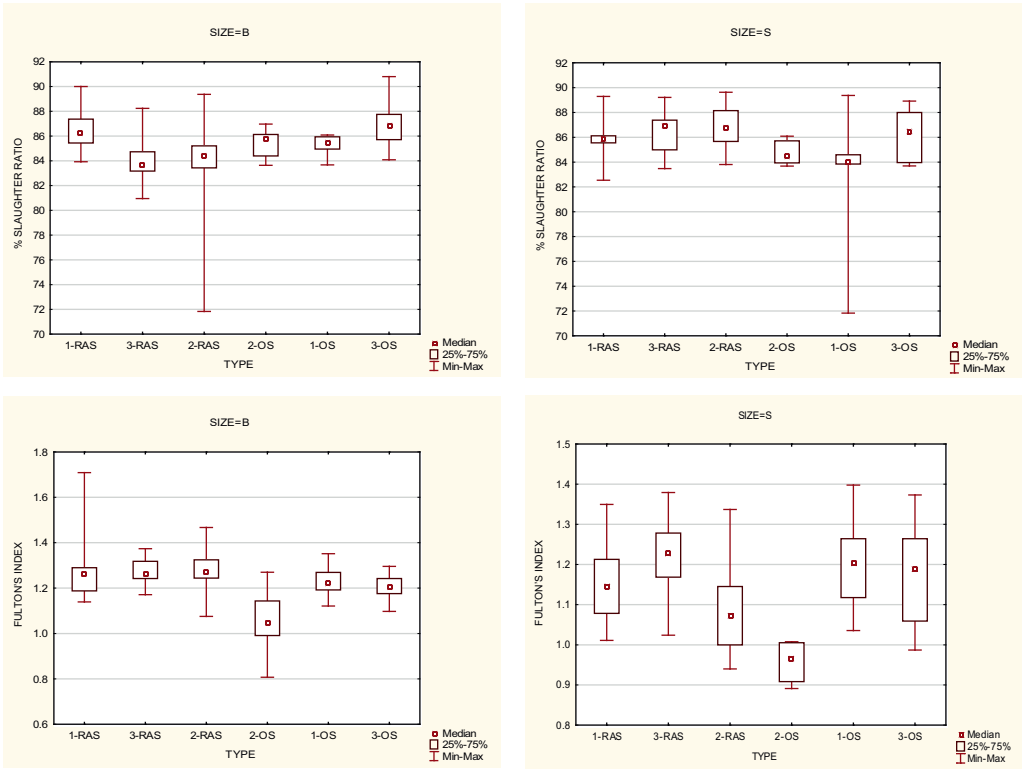 SIZE=B
% SLAUGHTER RATIO
92
90
88
86
84
82
80
78
76
74
72
70
1-RAS 3-RAS 2-RAS 2-OS 1-OS 3-OS
TYPE
Median
25%-75%
Min-Max
SIZE=S
% SLAUGHTER RATIO
92
90
88
86
84
82
80
78
76
74
72
70
1-RAS 3-RAS 2-RAS 2-OS 1-OS 3-OS
TYPE
Median
25%-75%
Min-Max
SIZE=B
FULTON'S INDEX
1.8
1.6
1.4
1.2
1.0
0.8
0.6
1-RAS 3-RAS 2-RAS 2-OS 1-OS 3-OS
TYPE
Median
25%-75%
Min-Max
SIZE=S
FULTON'S INDEX
1.5
1.4
1.3
1.2
1.1
1.0
0.9
0.8
1-RAS 3-RAS 2-RAS 2-OS 1-OS 3-OS
TYPE
Median
25%-75%
Min-Max